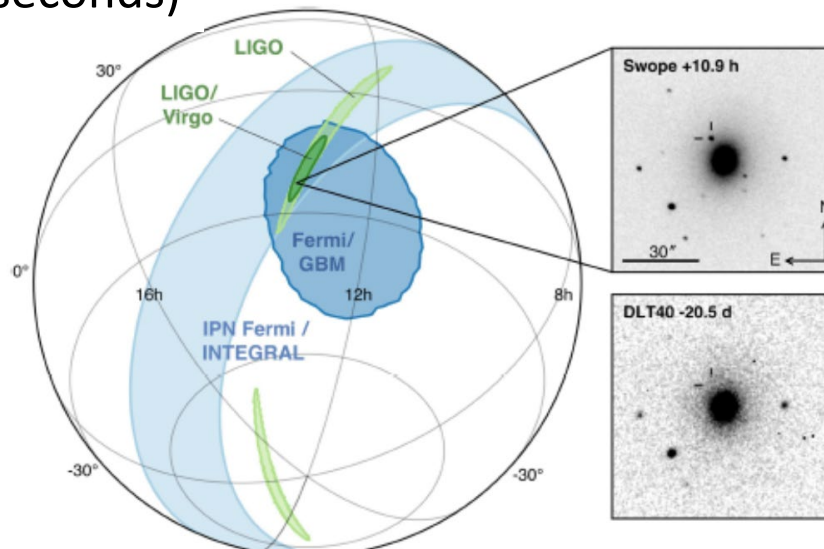 seconds)
LIGO
30°
LIGO/
Virgo
Swope +10.9 h
30"
N
E
Fermi/
GBM
0°
16h
12h
8h
IPN Fermi /
INTEGRAL
DLT40 -20.5 d
-30°
-30°